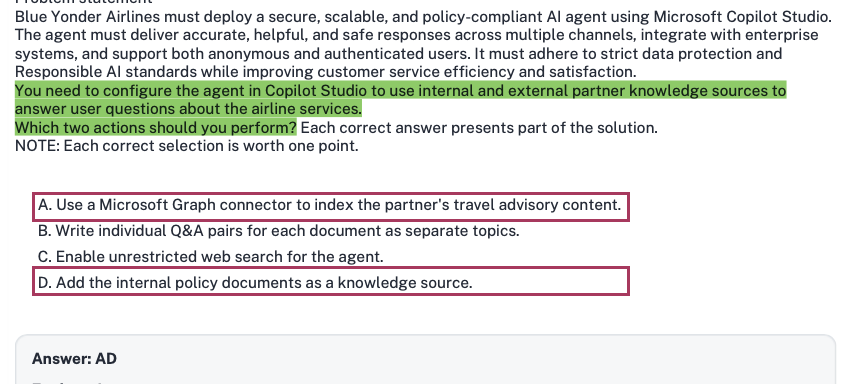 Problem statement
Blue Yonder Airlines must deploy a secure, scalable, and policy-compliant AI agent using Microsoft Copilot Studio.
The agent must deliver accurate, helpful, and safe responses across multiple channels, integrate with enterprise
systems, and support both anonymous and authenticated users. It must adhere to strict data protection and
Responsible AI standards while improving customer service efficiency and satisfaction.
You need to configure the agent in Copilot Studio to use internal and external partner knowledge sources to
answer user questions about the airline services.
Which two actions should you perform? Each correct answer presents part of the solution.
NOTE: Each correct selection is worth one point.
A. Use a Microsoft Graph connector to index the partner's travel advisory content.
B. Write individual Q&A pairs for each document as separate topics.
C. Enable unrestricted web search for the agent.
D. Add the internal policy documents as a knowledge source.
Answer: AD